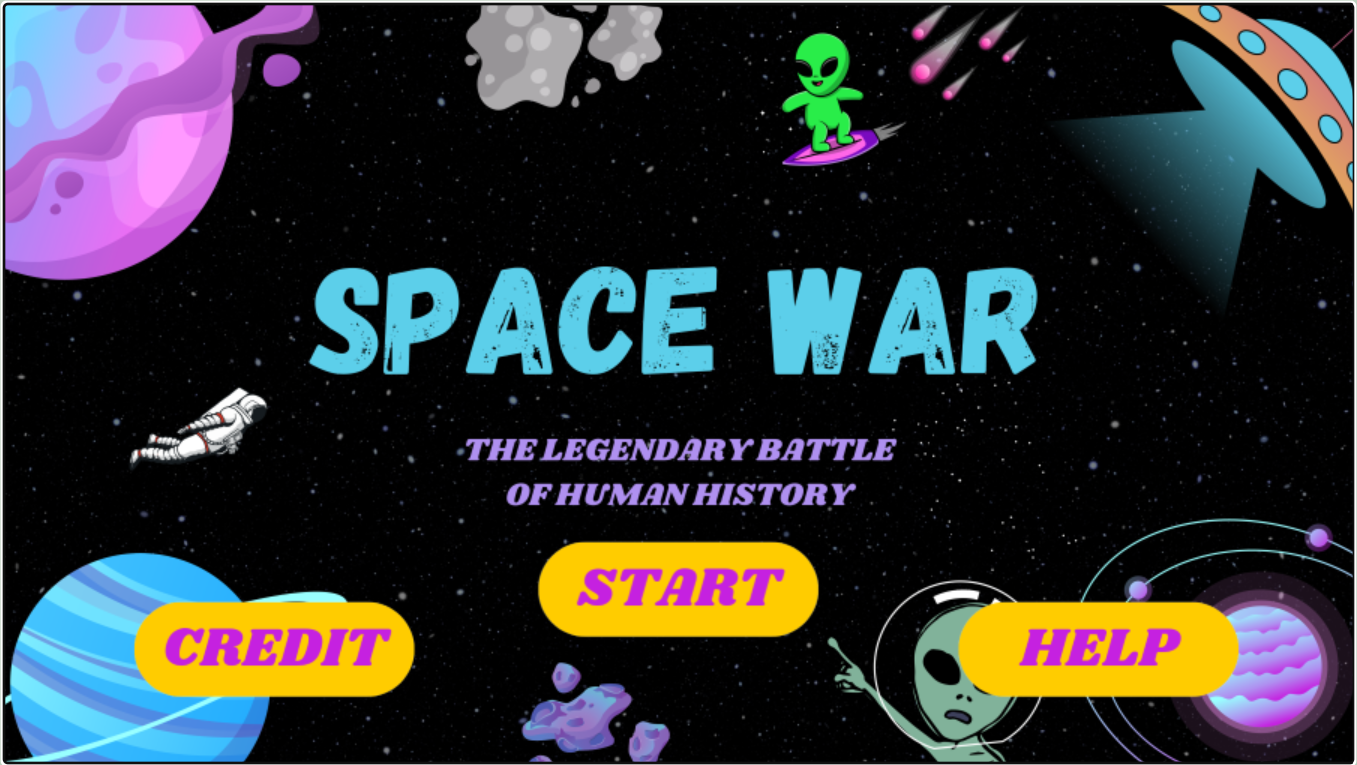 SPACE WAR
THE LEGENDARY BATTLE
OF HUMAN HISTORY
START
CREDIT
HELP